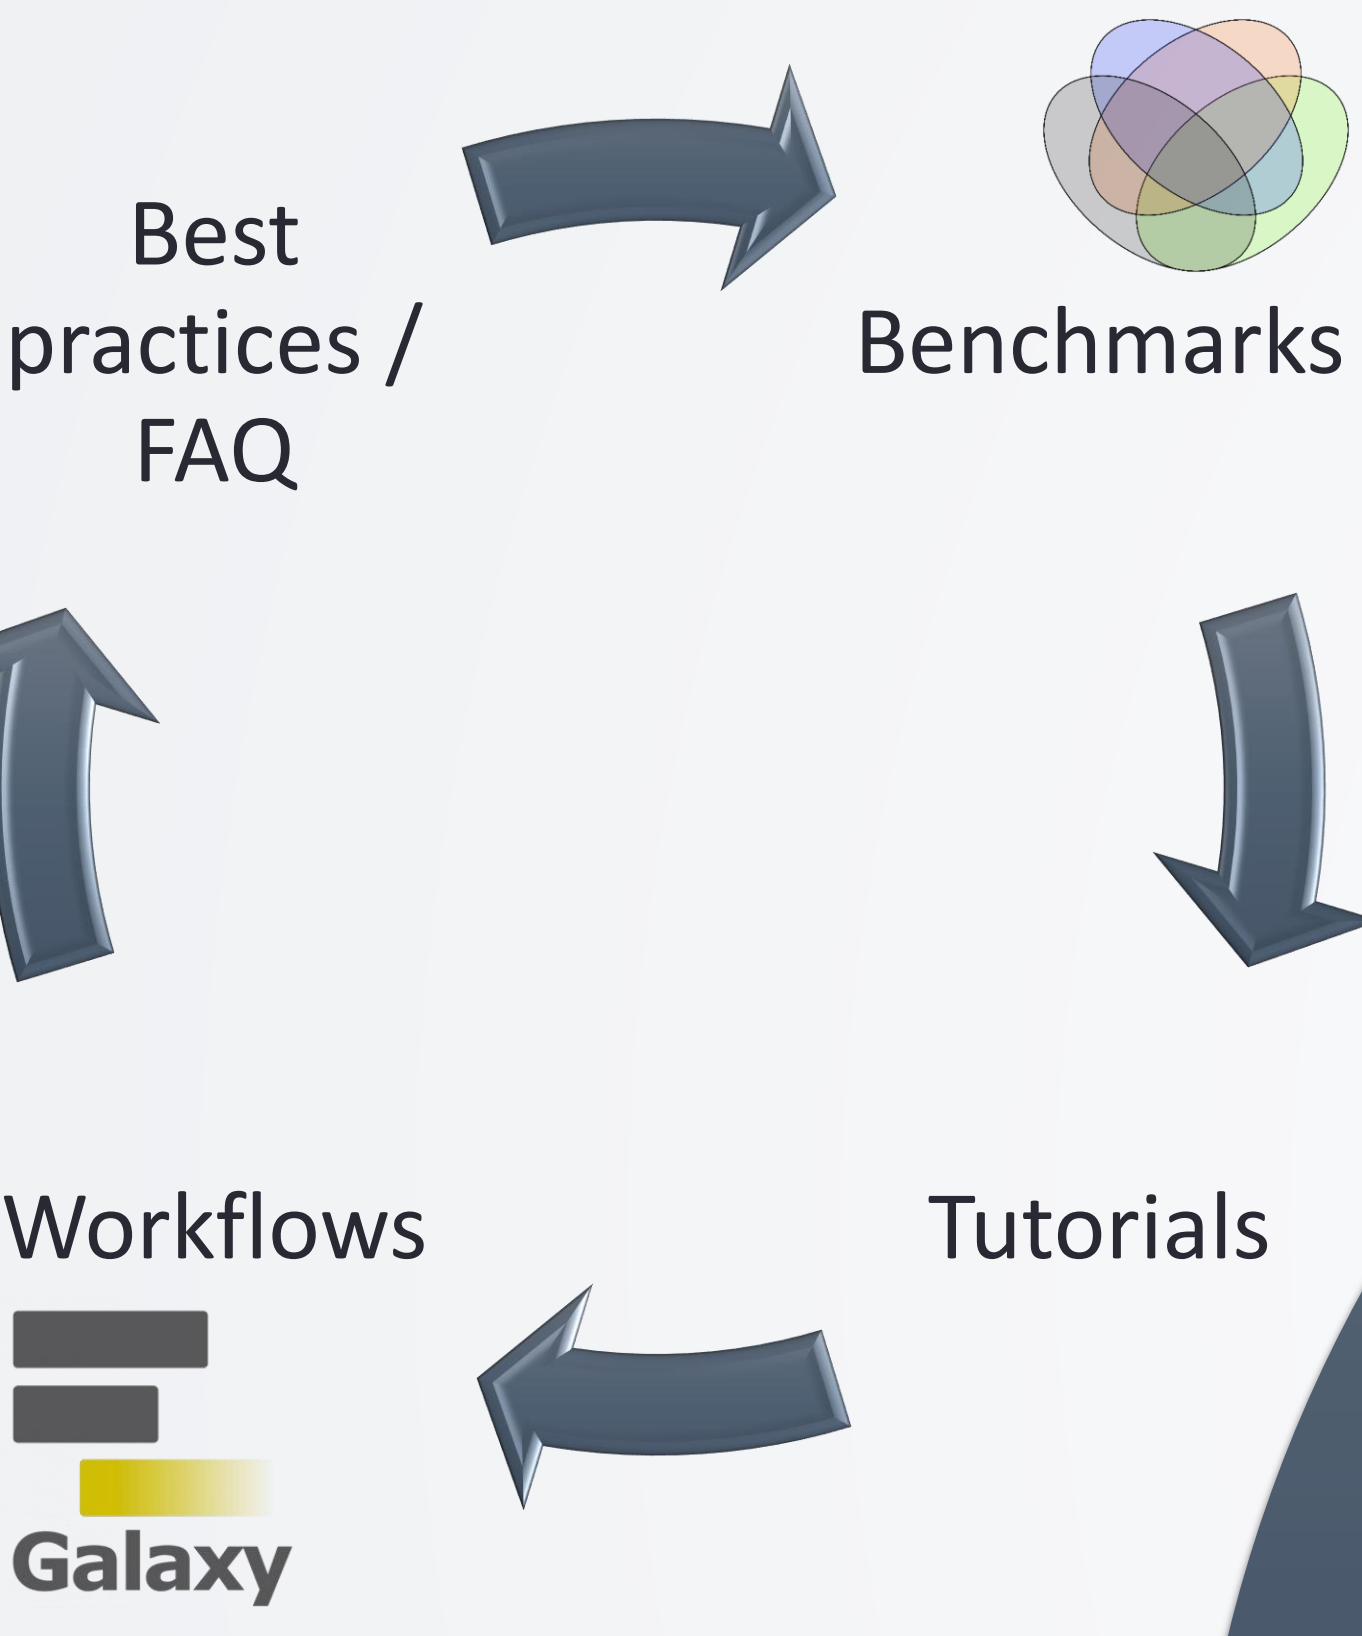 Best
practices /
FAQ
Benchmarks
Workflows
Tutorials
Galaxy